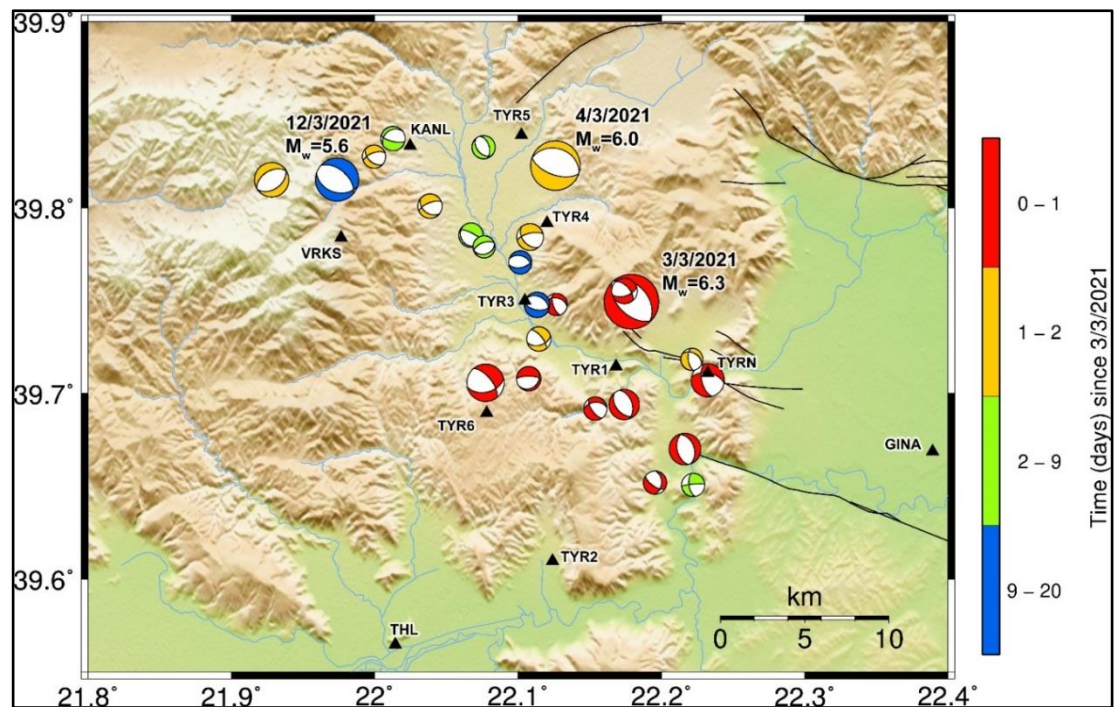 39.9°
39.8°
39.7°
39.6°
21.8°
21.9°
22°
22.1°
22.2°
22.3°
22.4°
12/3/2021
Mw=5.6
KANL
TYR5
4/3/2021
Mw=6.0
VRKS
TYR4
3/3/2021
Mw=6.3
TYR3
TYR1
TYRN
TYR6
GINA
TYR2
THL
km
0 5 10
0 - 1
1 - 2
2 - 9
9 - 20
Time (days) since 3/3/2021